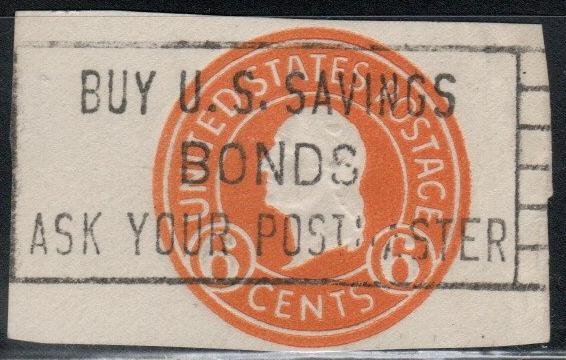 BUY U.S. SAVINGS
BONDS
ASK YOUR POSTMASTER
UNITED STATES POSTAGE
6 6
CENTS